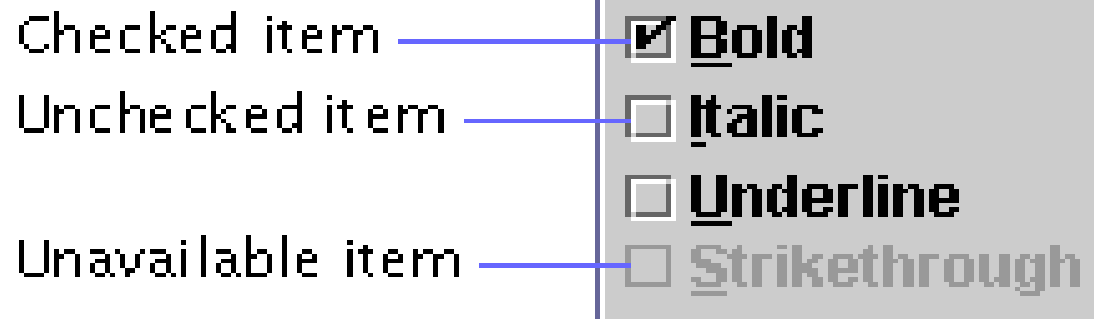 Checked item Bold
Unchecked item Italic
Underline
Unavailable item Strikethrough